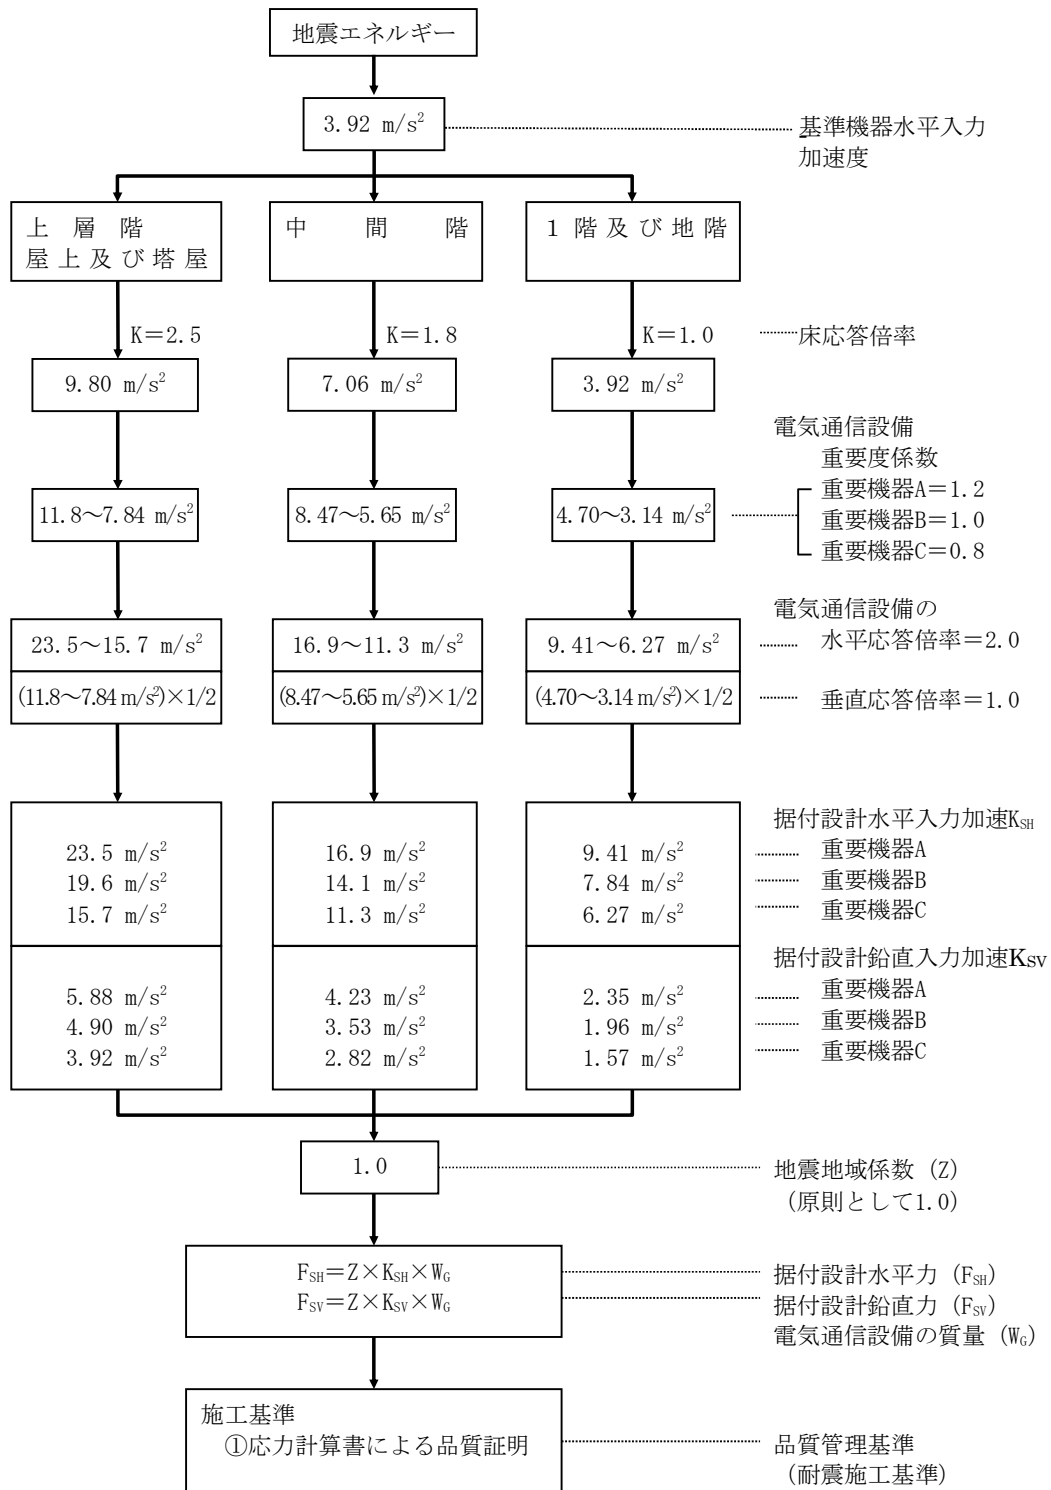 地震エネルギー
3.92 m/s²
基準機器水平入力
加速度
上層階
屋上及び塔屋
中間階
１階及び地階
K＝2.5
K＝1.8
K＝1.0
床応答倍率
9.80 m/s²
7.06 m/s²
3.92 m/s²
電気通信設備
重要度係数
重要機器A＝1.2
重要機器B＝1.0
重要機器C＝0.8
11.8～7.84 m/s²
8.47～5.65 m/s²
4.70～3.14 m/s²
電気通信設備の
水平応答倍率＝2.0
23.5～15.7 m/s²
16.9～11.3 m/s²
9.41～6.27 m/s²
(11.8～7.84 m/s²)×1/2
(8.47～5.65 m/s²)×1/2
(4.70～3.14 m/s²)×1/2
垂直応答倍率＝1.0
据付設計水平入力加速K_SH
23.5 m/s²
16.9 m/s²
9.41 m/s²
重要機器A
19.6 m/s²
14.1 m/s²
7.84 m/s²
重要機器B
15.7 m/s²
11.3 m/s²
6.27 m/s²
重要機器C
据付設計鉛直入力加速K_SV
5.88 m/s²
4.23 m/s²
2.35 m/s²
重要機器A
4.90 m/s²
3.53 m/s²
1.96 m/s²
重要機器B
3.92 m/s²
2.82 m/s²
1.57 m/s²
重要機器C
1.0
地震地域係数（Z）
（原則として1.0）
F_SH＝Z×K_SH×W_G
F_SV＝Z×K_SV×W_G
据付設計水平力（F_SH）
据付設計鉛直力（F_SV）
電気通信設備の質量（W_G）
施工基準
①応力計算書による品質証明
品質管理基準
（耐震施工基準）